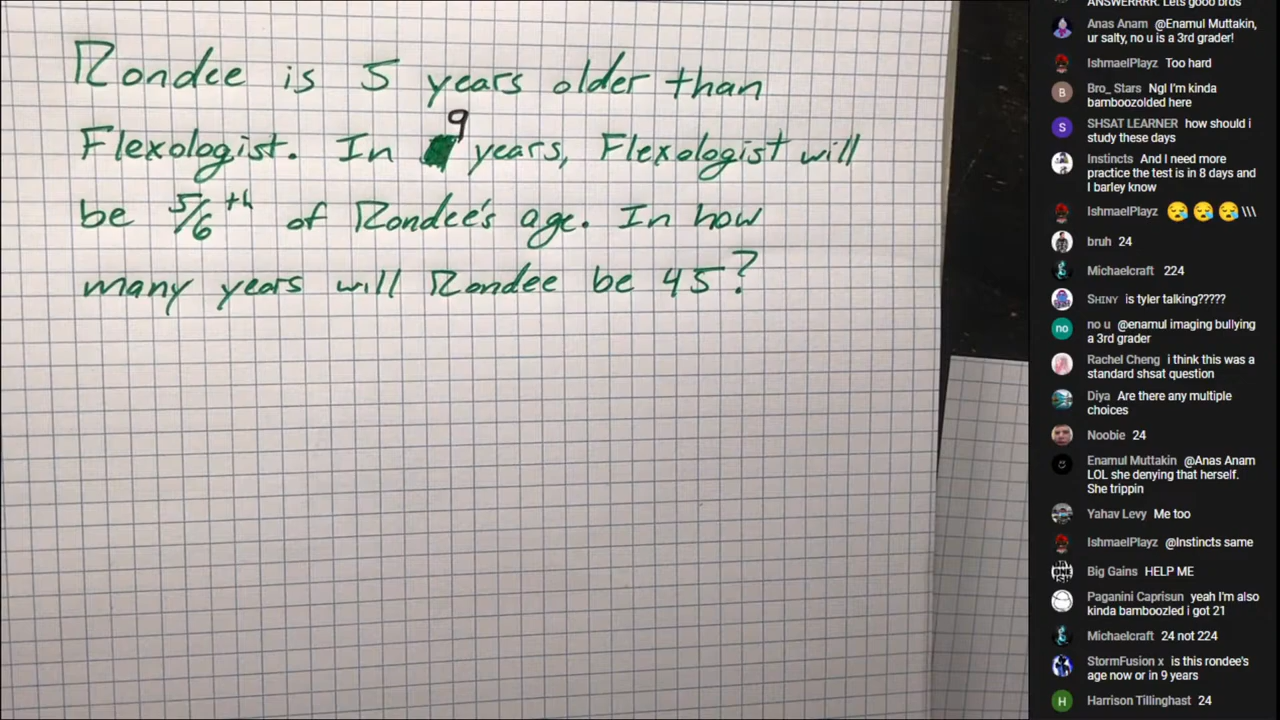 Rondee is 5 years older than
9
Flexologist. In years, Flexologist will
be 5/6th of Rondee's age. In how
many years will Rondee be 45?
ANSWERRRR. Lets gooo bros
Anas Anam @Enamul Muttakin,
ur salty, no u is a 3rd grader!
IshmaelPlayz Too hard
Bro_ Stars Ngl I'm kinda
bamboozolded here
SHSAT LEARNER how should i
study these days
Instincts And I need more
practice the test is in 8 days and
I barley know
IshmaelPlayz 😪😪😪\\\
bruh 24
Michaelcraft 224
SHINY is tyler talking?????
no u @enamul imaging bullying
a 3rd grader
Rachel Cheng i think this was a
standard shsat question
Diya Are there any multiple
choices
Noobie 24
Enamul Muttakin @Anas Anam
LOL she denying that herself.
She trippin
Yahav Levy Me too
IshmaelPlayz @Instincts same
Big Gains HELP ME
Paganini Caprisun yeah I'm also
kinda bamboozled i got 21
Michaelcraft 24 not 224
StormFusion x is this rondee's
age now or in 9 years
Harrison Tillinghast 24